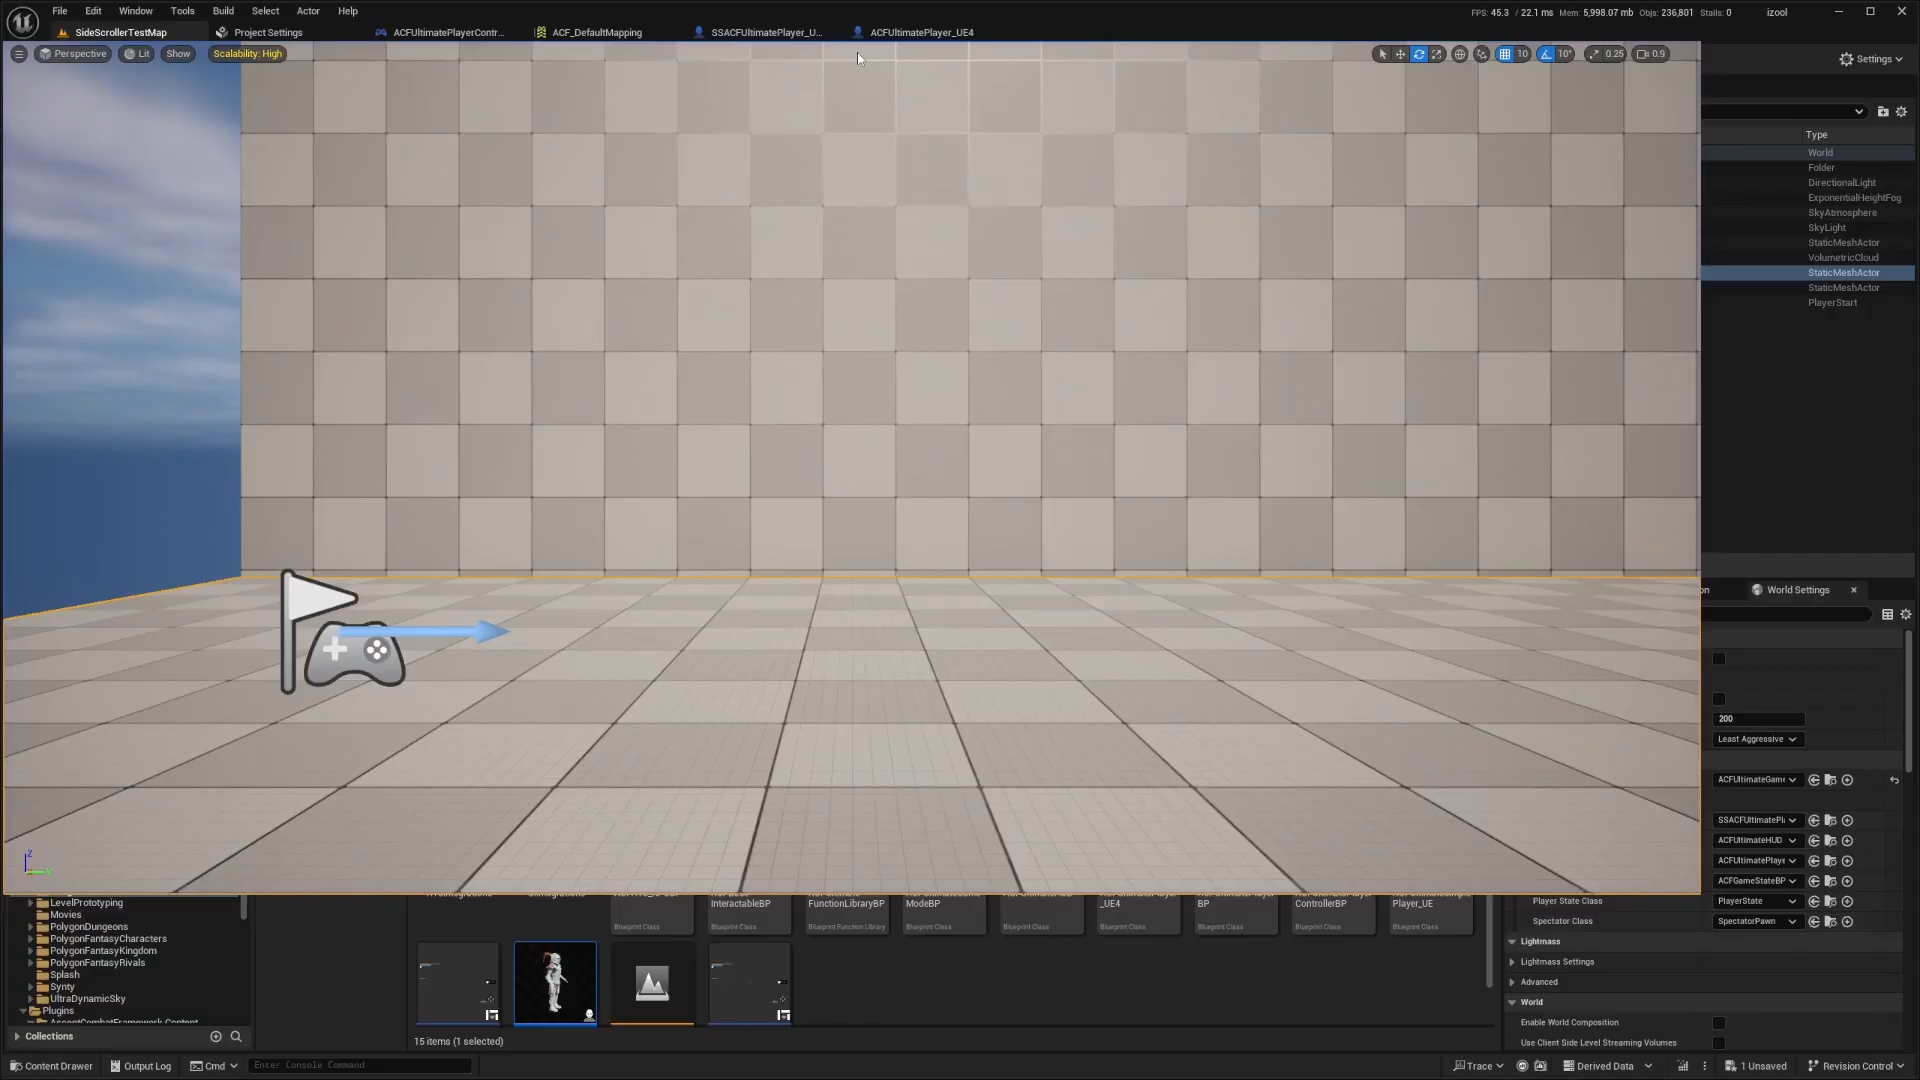 File Edit Window Tools Build Select Actor Help
FPS: 45.3 / 22.1 ms Mem: 5,998.07 mb Objs: 236,801 Stalls: 0
izool
SideScrollerTestMap
Project Settings
ACFUltimatePlayerContr...
ACF_DefaultMapping
SSACFUltimatePlayer_U...
ACFUltimatePlayer_UE4
Perspective
Lit
Show
Scalability: High
10
10°
0.25
0.9
Settings
Type
World
Folder
DirectionalLight
ExponentialHeightFog
SkyAtmosphere
SkyLight
StaticMeshActor
VolumetricCloud
StaticMeshActor
StaticMeshActor
PlayerStart
World Settings
200
Least Aggressive
ACFUltimateGame
SSACFUltimatePl
ACFUltimateHUD
ACFUltimatePlaye
ACFGameStateBP
Player State Class
PlayerState
Spectator Class
SpectatorPawn
Lightmass
Lightmass Settings
Advanced
World
Enable World Composition
Use Client Side Level Streaming Volumes
Z
Y
LevelPrototyping
Movies
PolygonDungeons
PolygonFantasyCharacters
PolygonFantasyKingdom
PolygonFantasyRivals
Splash
Synty
UltraDynamicSky
Plugins
AscentCombatFramework Content
Collections
InteractableBP
FunctionLibraryBP
ModeBP
_UE4
BP
ControllerBP
Player_UE
Blueprint Class
Blueprint Class
Blueprint Function Library
Blueprint Class
Blueprint Class
Blueprint Class
Blueprint Class
Blueprint Class
Blueprint Class
15 items (1 selected)
Content Drawer
Output Log
Cmd
Enter Console Command
Trace
Derived Data
1 Unsaved
Revision Control